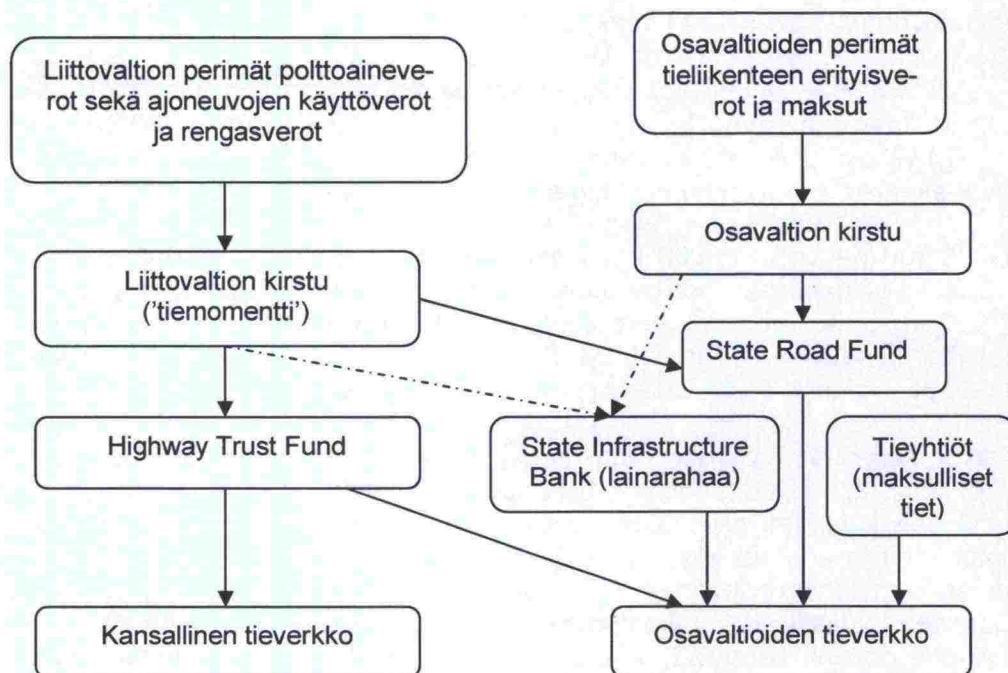 Liittovaltion perimät polttoaineve-
rot sekä ajoneuvojen käyttöverot
ja rengasverot
Osavaltioiden perimät
tieliikenteen erityisve-
rot ja maksut
Osavaltion kirstu
Liittovaltion kirstu
('tiemomentti')
State Road Fund
Highway Trust Fund
State Infrastructure
Bank (lainarahaa)
Tieyhtiöt
(maksulliset
tiet)
Kansallinen tieverkko
Osavaltioiden tieverkko